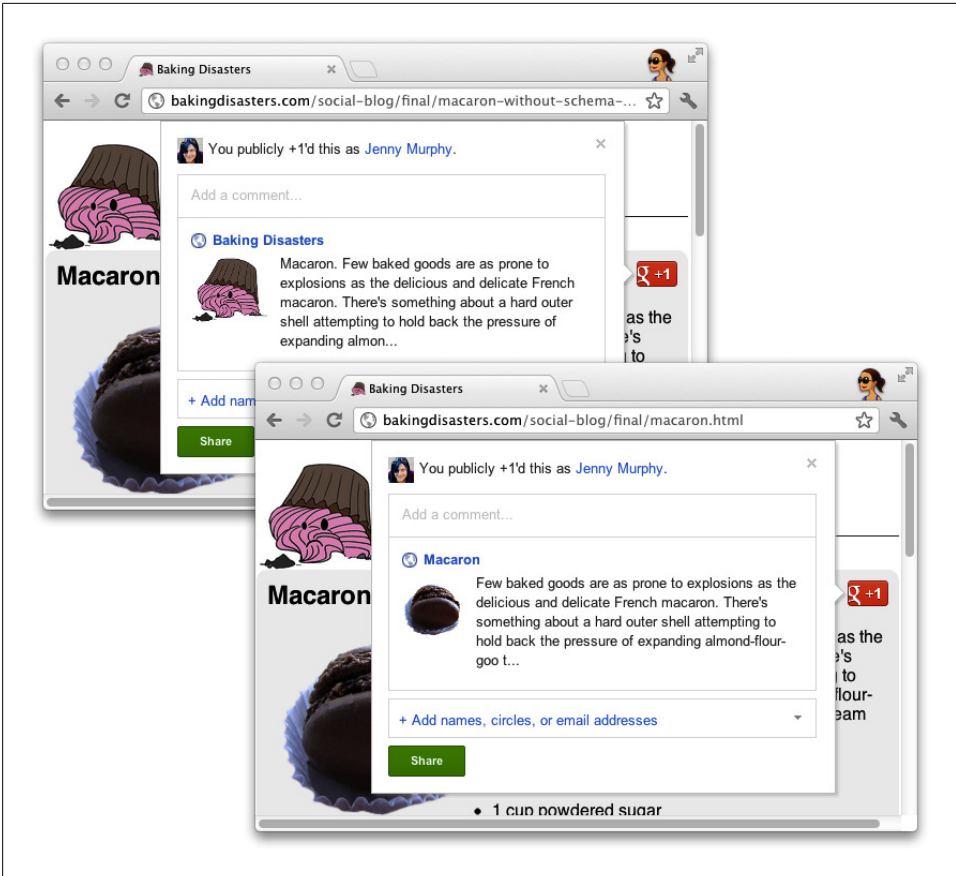 Baking Disasters
bakingdisasters.com/social-blog/final/macaron-without-schema-...
You publicly +1'd this as Jenny Murphy.
Add a comment...
Baking Disasters
Macaron. Few baked goods are as prone to
explosions as the delicious and delicate French
macaron. There's something about a hard outer
shell attempting to hold back the pressure of
expanding almon...
Macaron
g +1
as the
e's
to
+ Add nam
Share
Baking Disasters
bakingdisasters.com/social-blog/final/macaron.html
You publicly +1'd this as Jenny Murphy.
Add a comment...
Macaron
Few baked goods are as prone to explosions as the
delicious and delicate French macaron. There's
something about a hard outer shell attempting to
hold back the pressure of expanding almond-flour-
goo t...
Macaron
g +1
as the
e's
to
flour-
eam
+ Add names, circles, or email addresses
Share
• 1 cup powdered sugar